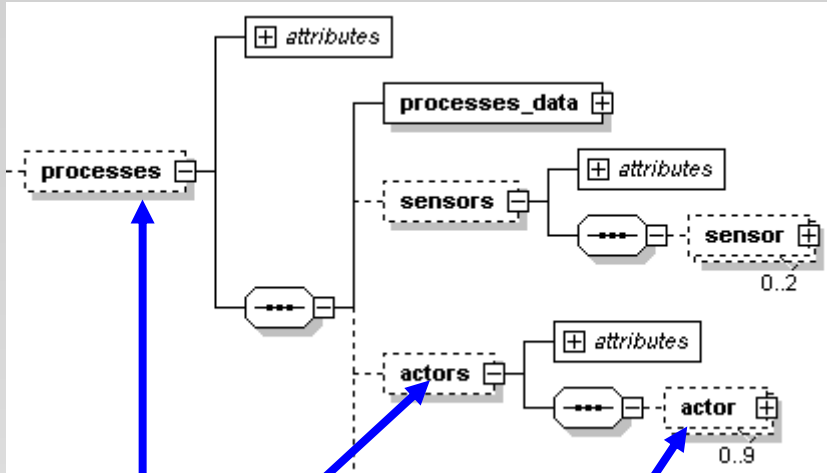 attributes
processes_data
processes
attributes
sensors
sensor
0..2
attributes
actors
actor
0..9